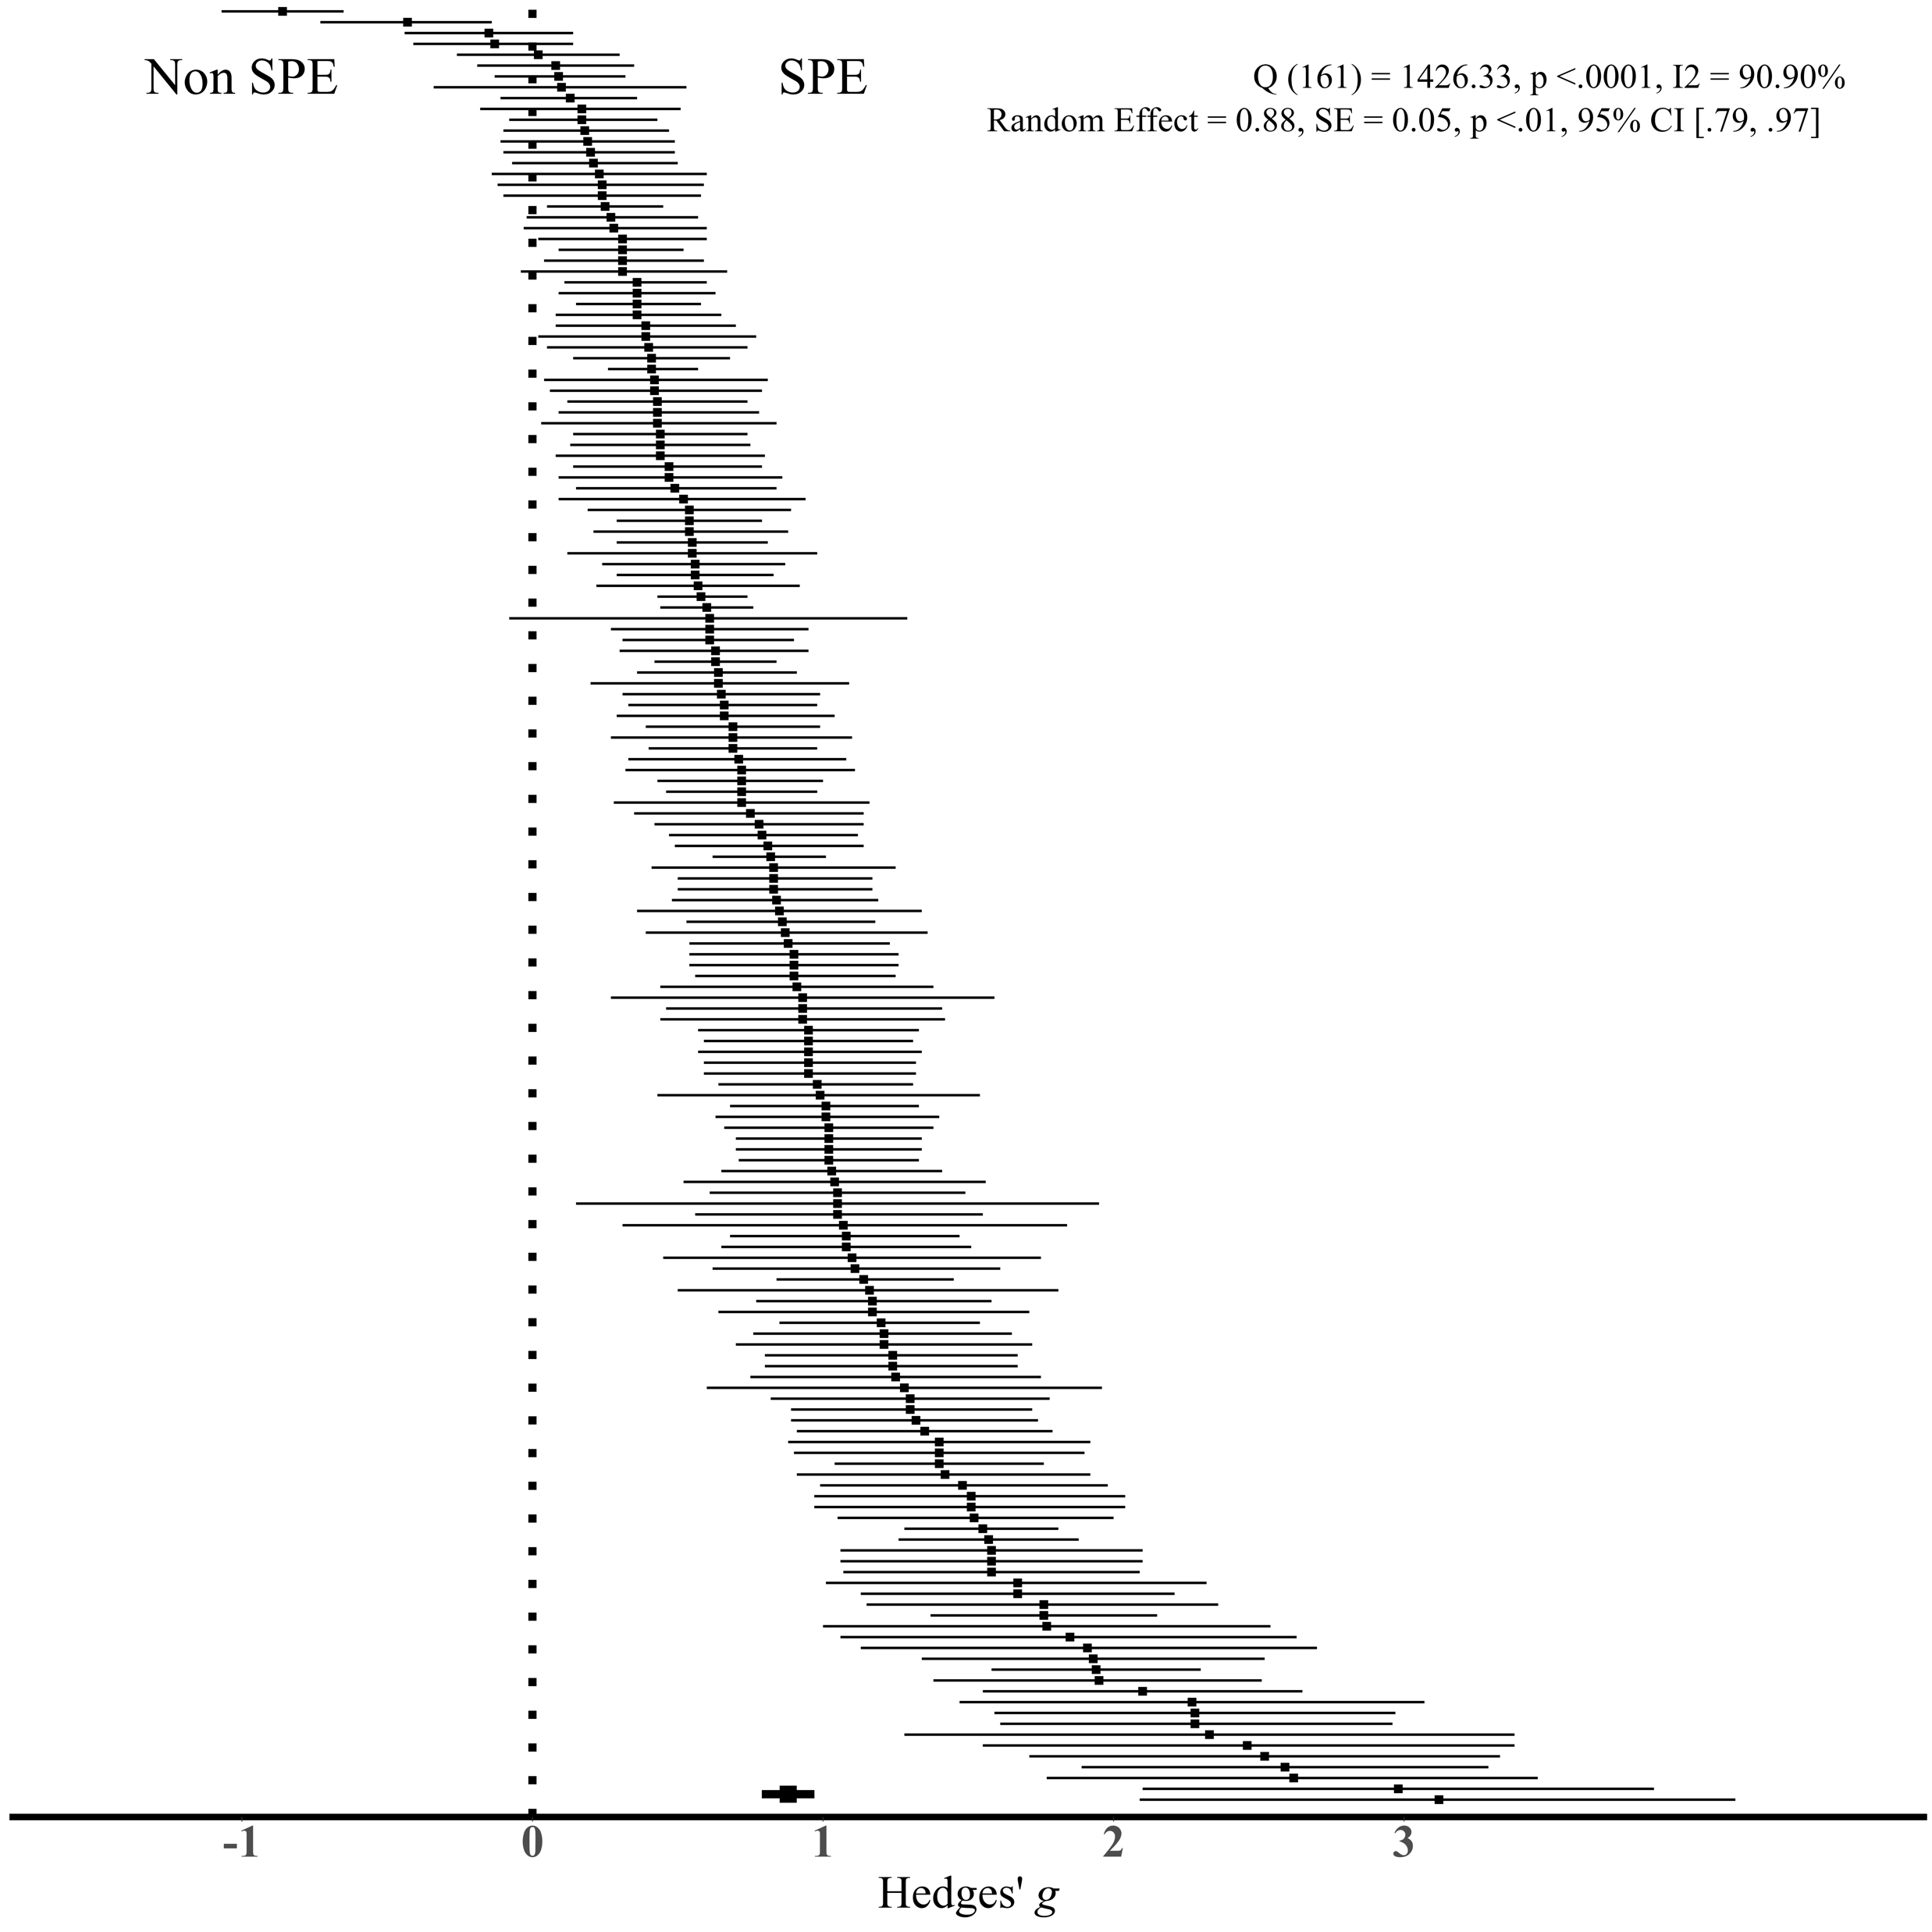 Non SPE
SPE
Q (161) = 1426.33, p <.0001, I2 = 90.90%
Random Effect = 0.88, SE = 0.05, p <.01, 95% CI [.79, .97]
-1 0 1 2 3
Hedges' g